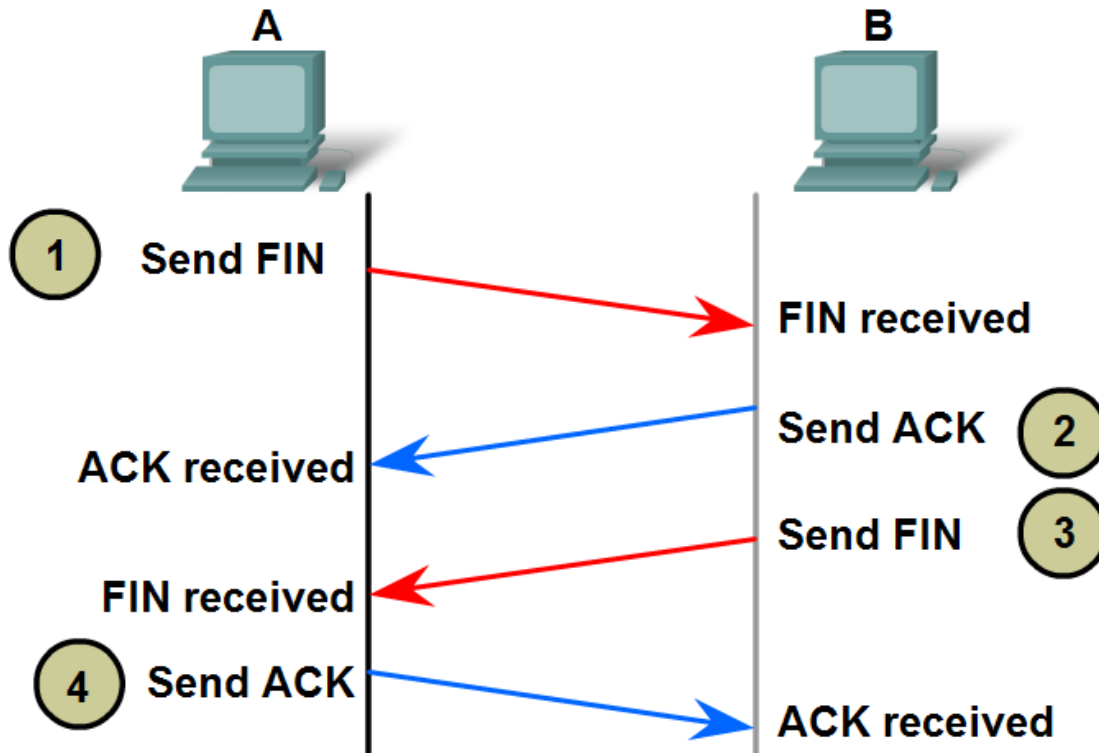 A
B
1
Send FIN
FIN received
Send ACK
2
ACK received
Send FIN
3
FIN received
4
Send ACK
ACK received